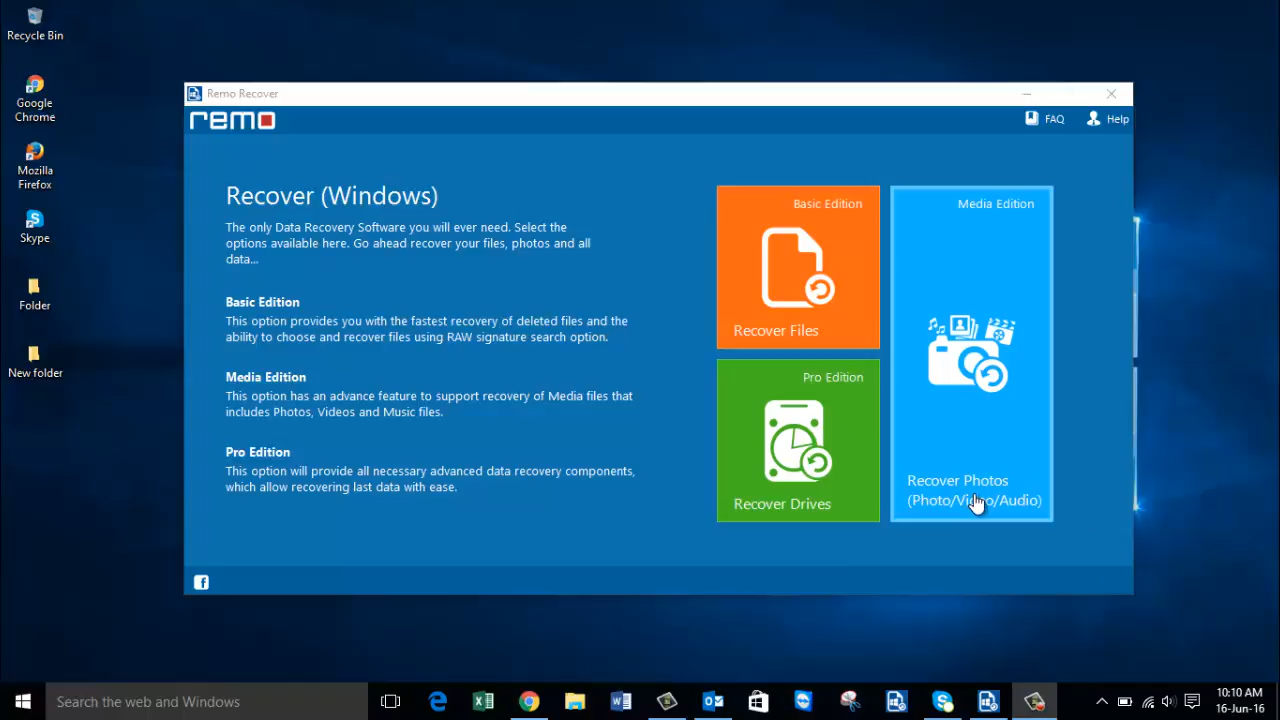 Recycle Bin
Google
Chrome
Mozilla
Firefox
Skype
Folder
New folder
Remo Recover
remo
FAQ
Help
Recover (Windows)
The only Data Recovery Software you will ever need. Select the
options available here. Go ahead recover your files, photos and all
data...
Basic Edition
This option provides you with the fastest recovery of deleted files and the
ability to choose and recover files using RAW signature search option.
Media Edition
This option has an advance feature to support recovery of Media files that
includes Photos, Videos and Music files.
Pro Edition
This option will provide all necessary advanced data recovery components,
which allow recovering last data with ease.
Basic Edition
Recover Files
Pro Edition
Recover Drives
Media Edition
Recover Photos
(Photo/Video/Audio)
Search the web and Windows
10:10 AM
16-Jun-16